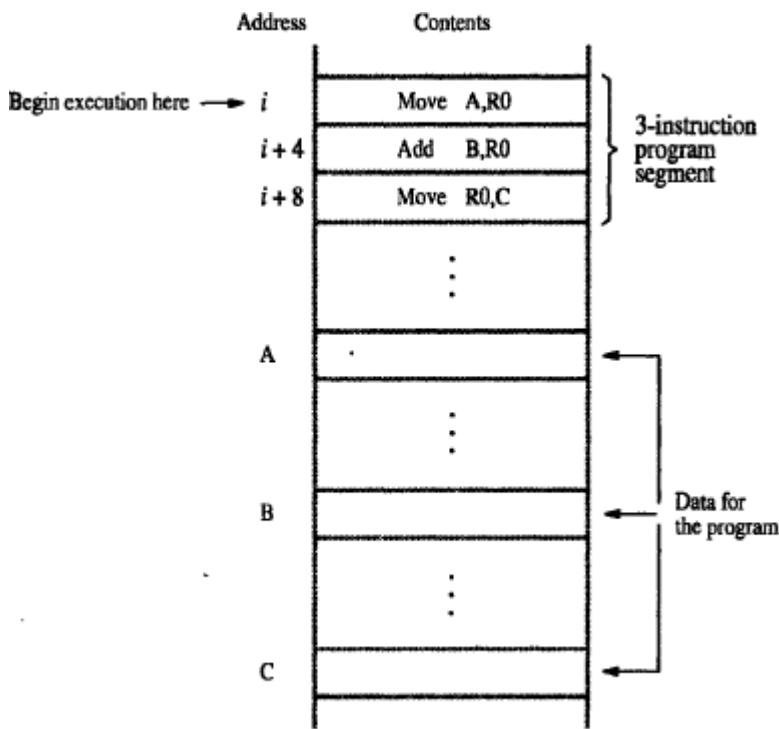 Address Contents
Begin execution here i Move A,R0
i + 4 Add B,R0
i + 8 Move R0,C
3-instruction
program
segment
A
B
Data for
the program
C